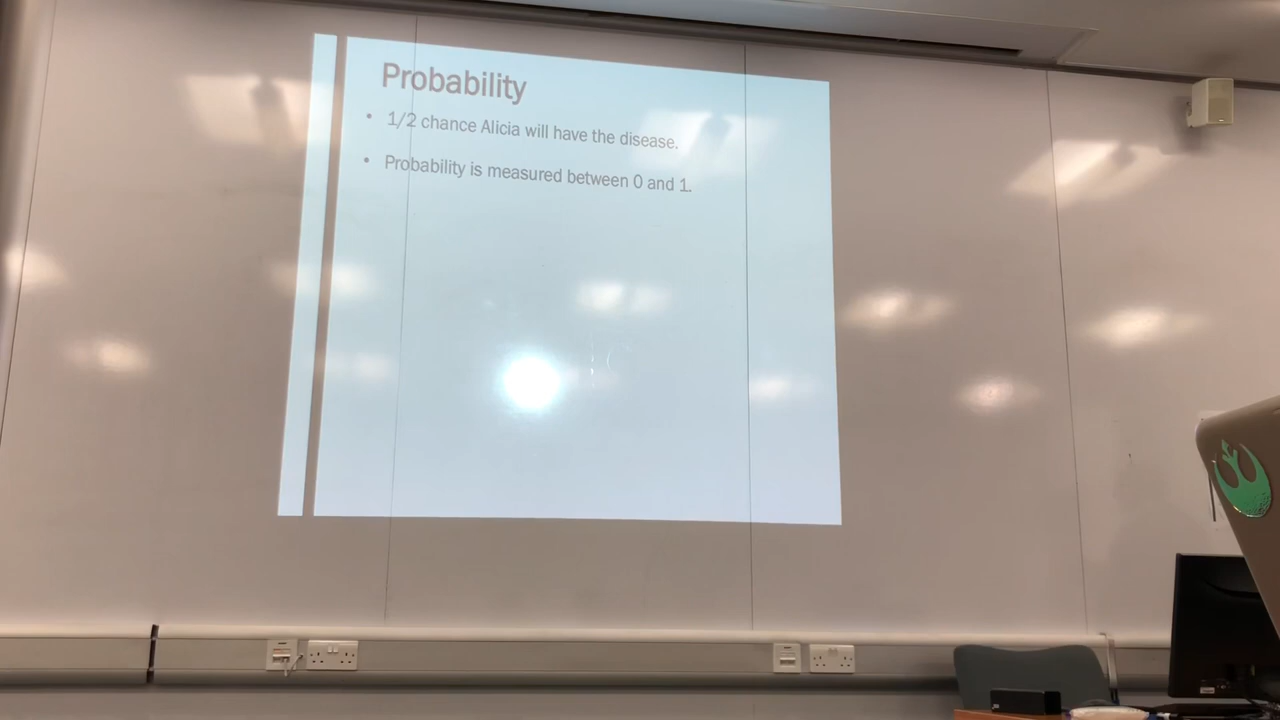 Probability
• 1/2 chance Alicia will have the disease.
• Probability is measured between 0 and 1.